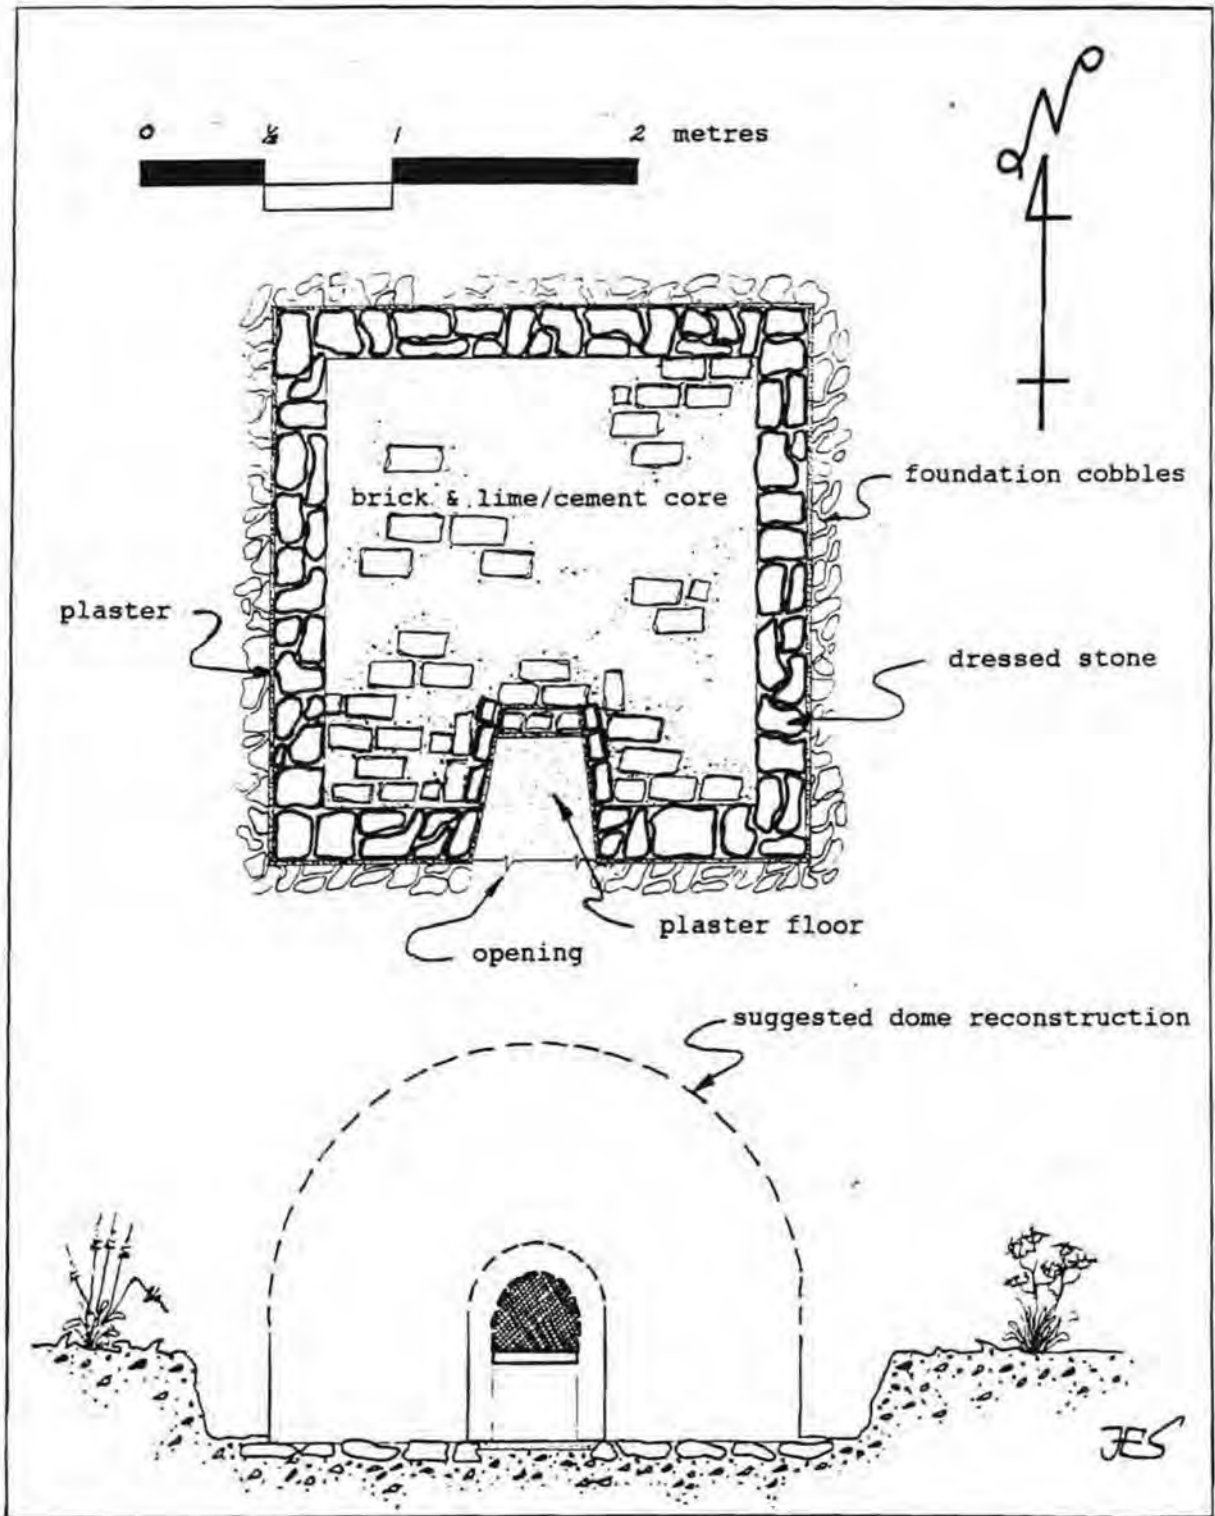 0 ½ 1 2 metres
N
foundation cobbles
brick & lime/cement core
plaster
dressed stone
plaster floor
opening
suggested dome reconstruction
JES